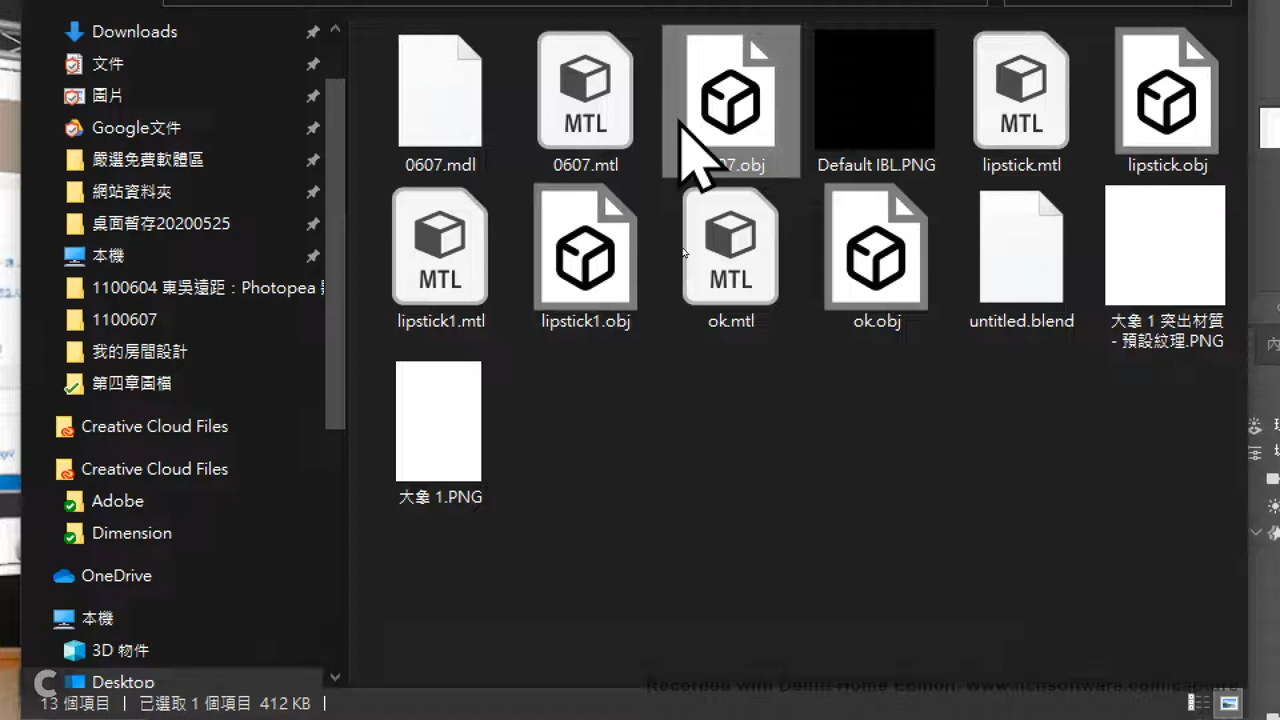 Downloads
文件
圖片
Google文件
嚴選免費軟體區
網站資料夾
桌面暫存20200525
本機
1100604 東吳遠距：Photopea
1100607
我的房間設計
第四章圖檔
Creative Cloud Files
Creative Cloud Files
Adobe
Dimension
OneDrive
本機
3D 物件
Desktop
MTL
MTL
0607.mdl
0607.mtl
07.obj
Default IBL.PNG
lipstick.mtl
lipstick.obj
MTL
MTL
lipstick1.mtl
lipstick1.obj
ok.mtl
ok.obj
untitled.blend
大象 1 突出材質
- 預設紋理.PNG
大象 1.PNG
13 個項目
已選取 1 個項目 412 KB